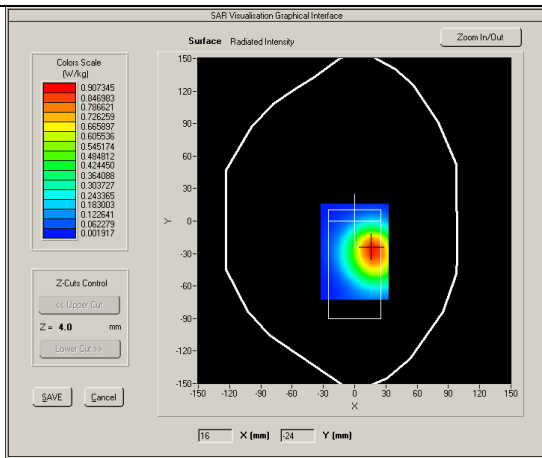 SAR Visualisation Graphical Interface
Surface Radiated Intensity
Zoom In/Out
Colors Scale
(W/kg)
0.907345
0.846983
0.786621
0.726259
0.665897
0.605536
0.545174
0.484812
0.424450
0.364088
0.303727
0.243365
0.183003
0.122641
0.062279
0.001917
Z-Cuts Control
<< Upper Cut
Z = 4.0 mm
Lower Cut >>
SAVE Cancel
150
120
90
60
30
0
-30
-60
-90
-120
-150
Y
-150 -120 -90 -60 -30 0 30 60 90 120 150
X
16 X (mm) -24 Y (mm)